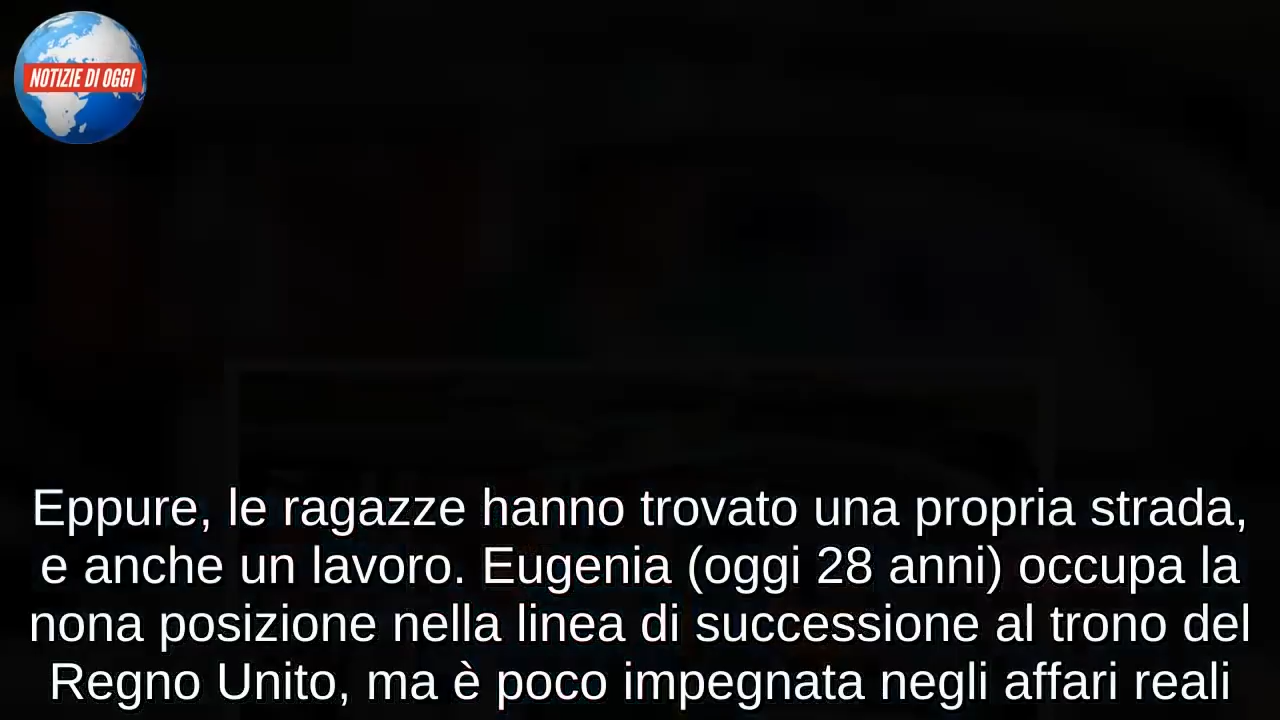 NOTIZIE DI OGGI
Eppure, le ragazze hanno trovato una propria strada,
e anche un lavoro. Eugenia (oggi 28 anni) occupa la
nona posizione nella linea di successione al trono del
Regno Unito, ma è poco impegnata negli affari reali